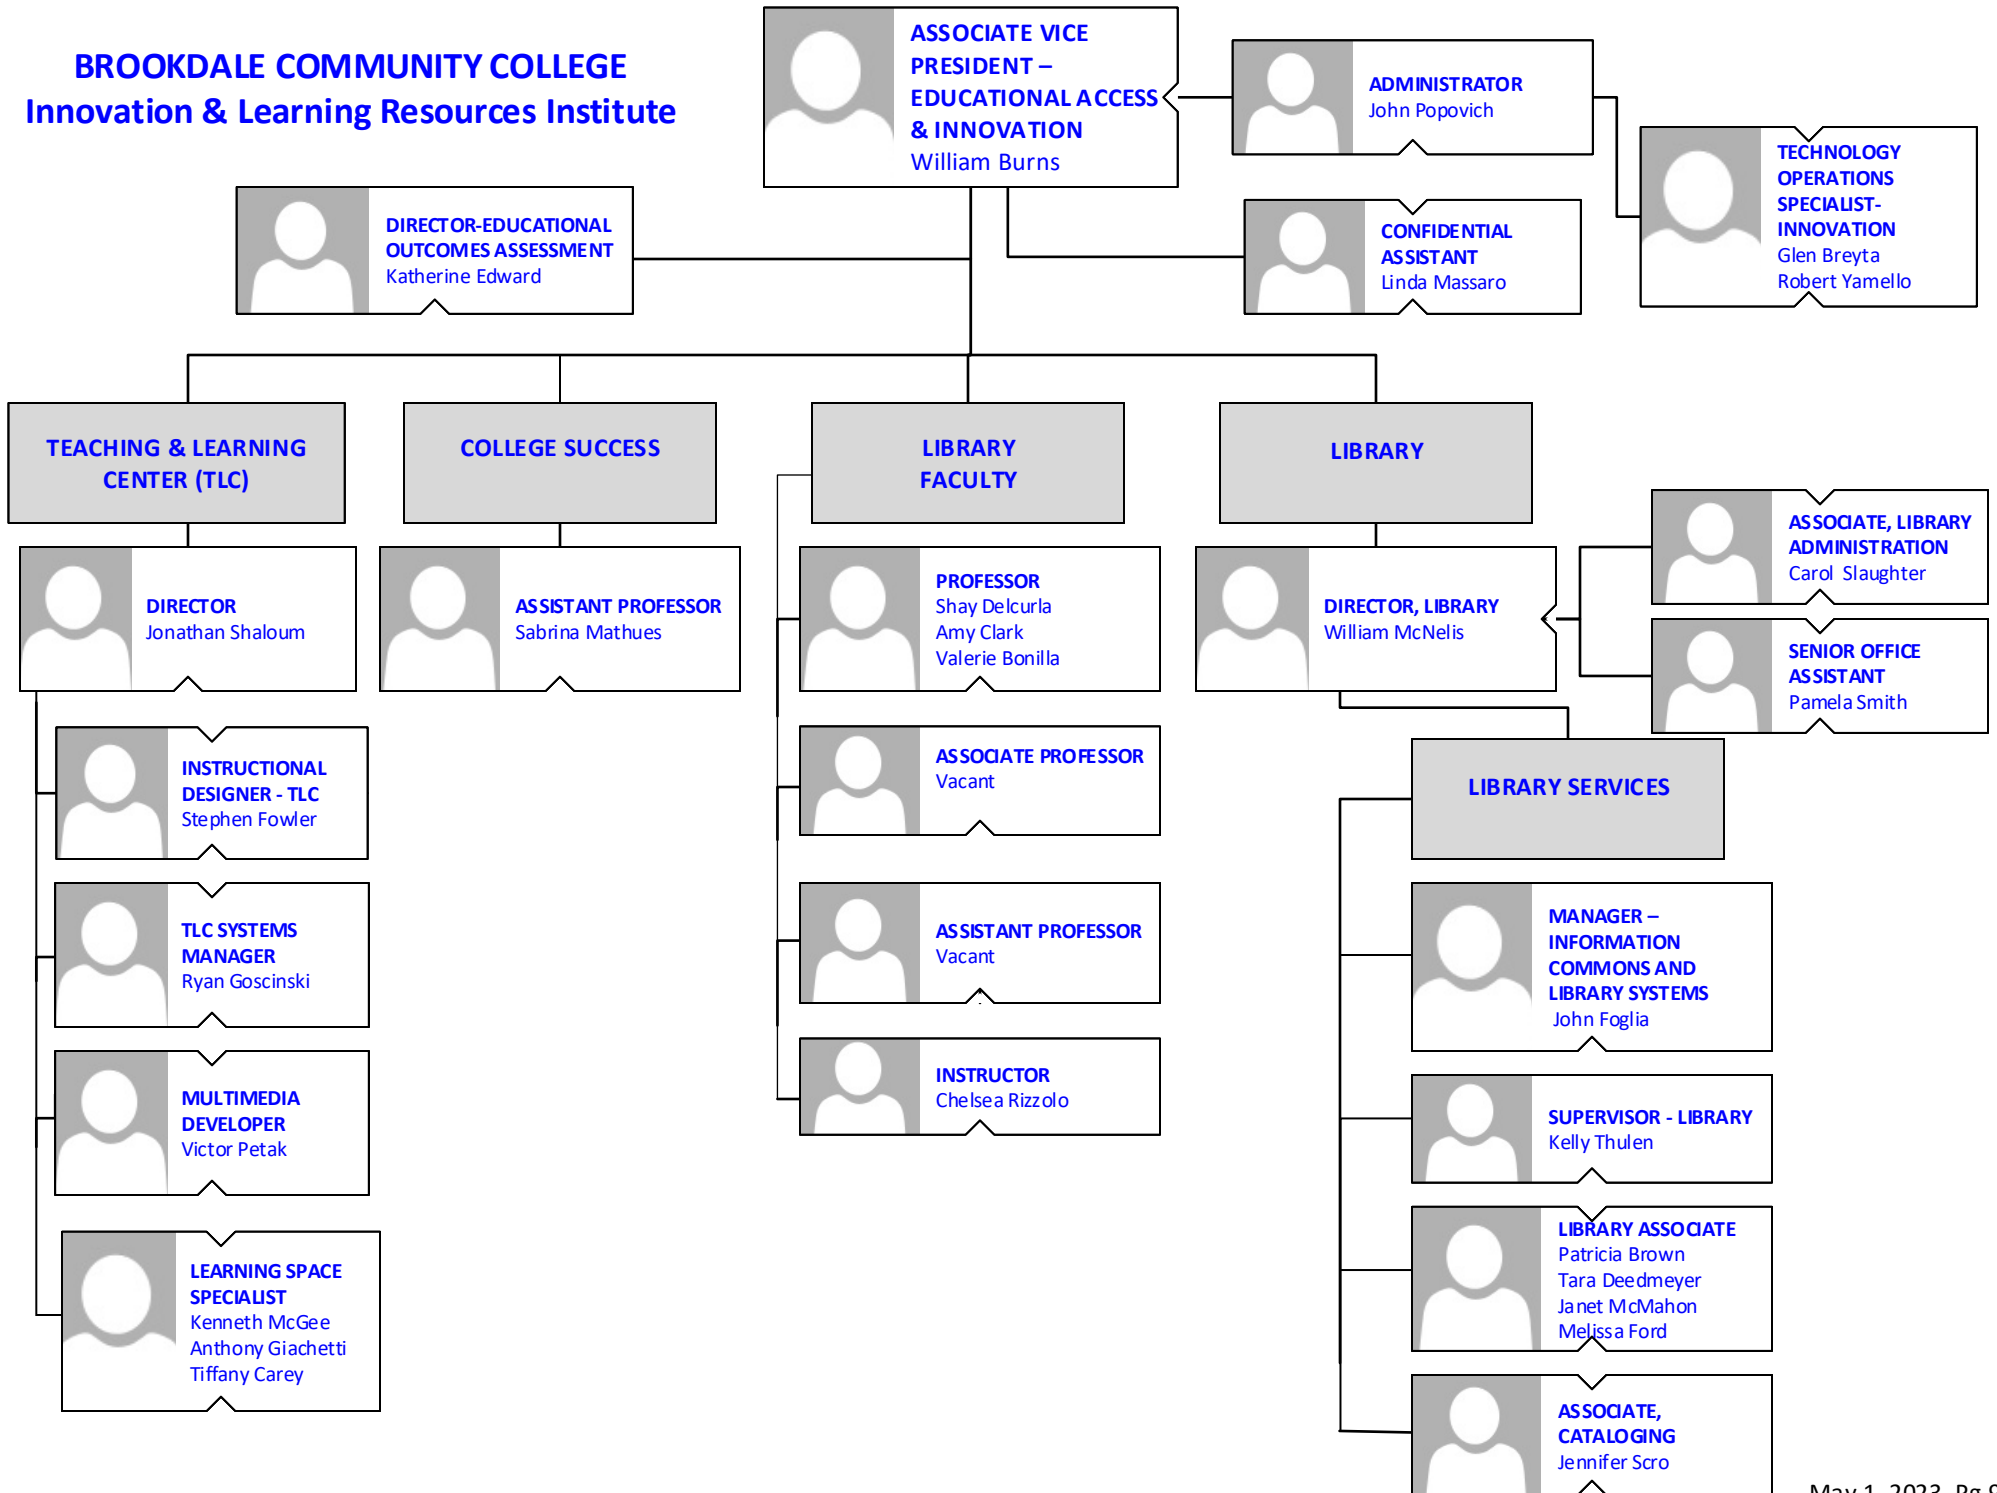 BROOKDALE COMMUNITY COLLEGE
Innovation & Learning Resources Institute
ASSOCIATE VICE
PRESIDENT –
EDUCATIONAL ACCESS
& INNOVATION
William Burns
ADMINISTRATOR
John Popovich
TECHNOLOGY
OPERATIONS
SPECIALIST-
INNOVATION
Glen Breyta
Robert Yamello
DIRECTOR-EDUCATIONAL
OUTCOMES ASSESSMENT
Katherine Edward
CONFIDENTIAL
ASSISTANT
Linda Massaro
TEACHING & LEARNING
CENTER (TLC)
COLLEGE SUCCESS
LIBRARY
FACULTY
LIBRARY
DIRECTOR
Jonathan Shaloum
ASSISTANT PROFESSOR
Sabrina Mathues
PROFESSOR
Shay Delcurla
Amy Clark
Valerie Bonilla
DIRECTOR, LIBRARY
William McNelis
ASSOCIATE, LIBRARY
ADMINISTRATION
Carol Slaughter
SENIOR OFFICE
ASSISTANT
Pamela Smith
INSTRUCTIONAL
DESIGNER - TLC
Stephen Fowler
TLC SYSTEMS
MANAGER
Ryan Goscinski
MULTIMEDIA
DEVELOPER
Victor Petak
LEARNING SPACE
SPECIALIST
Kenneth McGee
Anthony Giachetti
Tiffany Carey
ASSOCIATE PROFESSOR
Vacant
ASSISTANT PROFESSOR
Vacant
INSTRUCTOR
Chelsea Rizzolo
LIBRARY SERVICES
MANAGER –
INFORMATION
COMMONS AND
LIBRARY SYSTEMS
John Foglia
SUPERVISOR - LIBRARY
Kelly Thulen
LIBRARY ASSOCIATE
Patricia Brown
Tara Deedmeyer
Janet McMahon
Melissa Ford
ASSOCIATE,
CATALOGING
Jennifer Scro
May 1, 2023 Pg